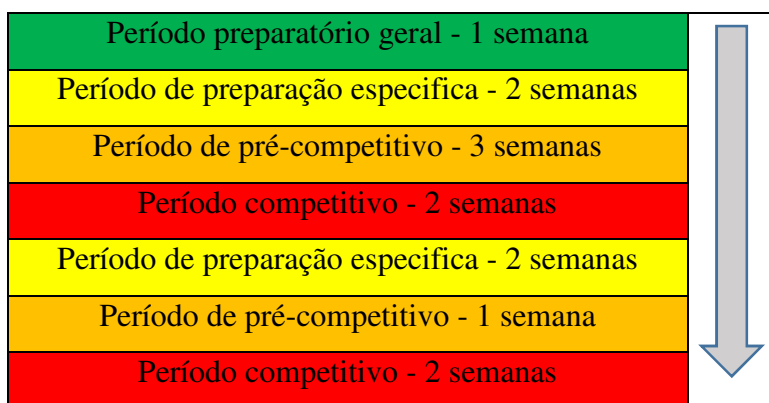 Período preparatório geral - 1 semana
Período de preparação especifica - 2 semanas
Período de pré-competitivo - 3 semanas
Período competitivo - 2 semanas
Período de preparação especifica - 2 semanas
Período de pré-competitivo - 1 semana
Período competitivo - 2 semanas